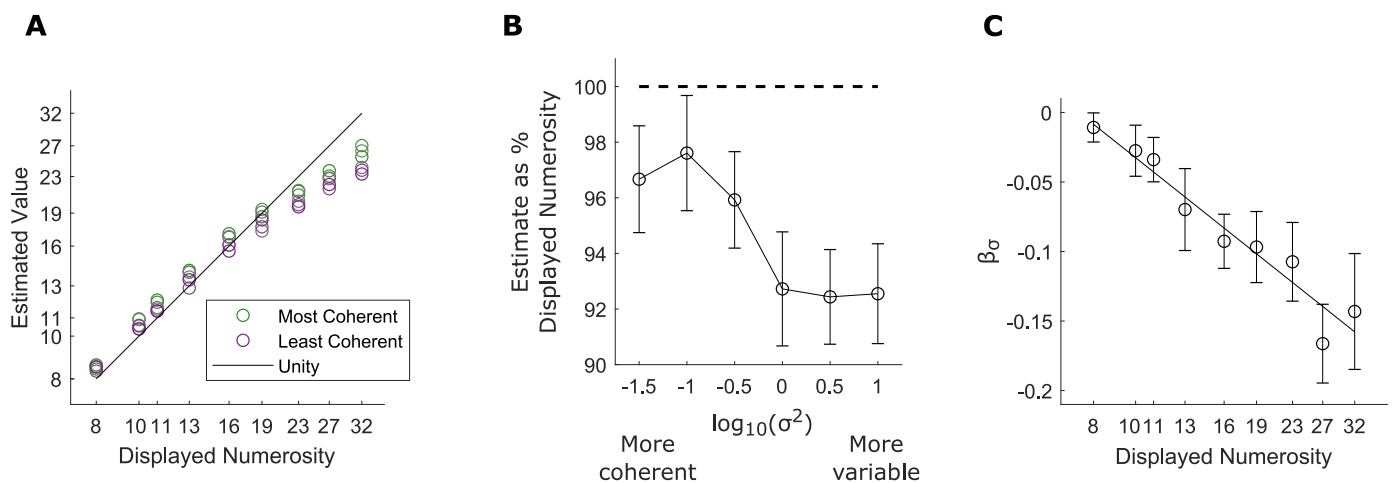 A
Estimated Value
32
27
23
19
16
13
11
10
8
Most Coherent
Least Coherent
Unity
8 10 11 13 16 19 23 27 32
Displayed Numerosity
B
Estimate as %
Displayed Numerosity
100
98
96
94
92
90
-1.5 -1 -0.5 0 0.5 1
log₁₀(σ²)
More
coherent
More
variable
C
βσ
0
-0.05
-0.1
-0.15
-0.2
8 10 11 13 16 19 23 27 32
Displayed Numerosity